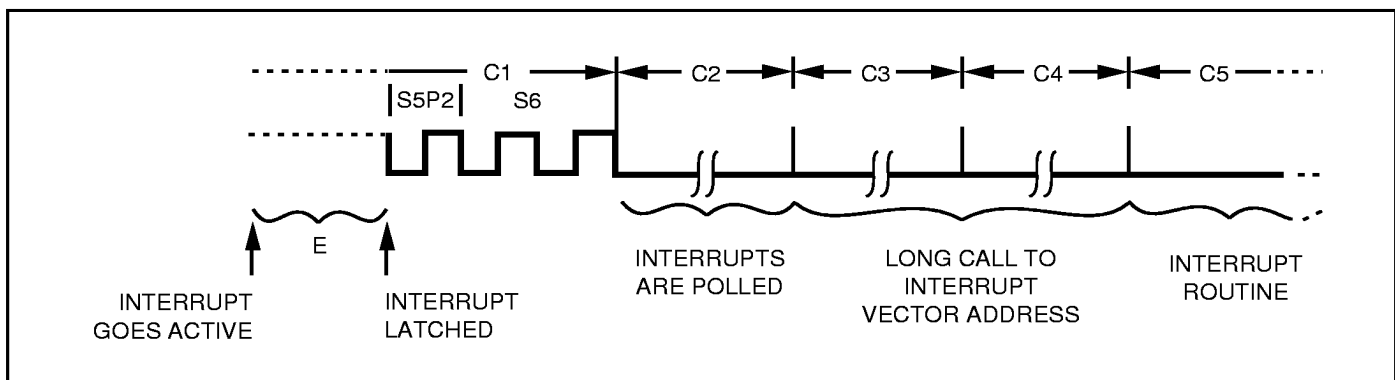 C1 C2 C3 C4 C5
S5P2 S6
E
INTERRUPT
GOES ACTIVE
INTERRUPT
LATCHED
INTERRUPTS
ARE POLLED
LONG CALL TO
INTERRUPT
VECTOR ADDRESS
INTERRUPT
ROUTINE